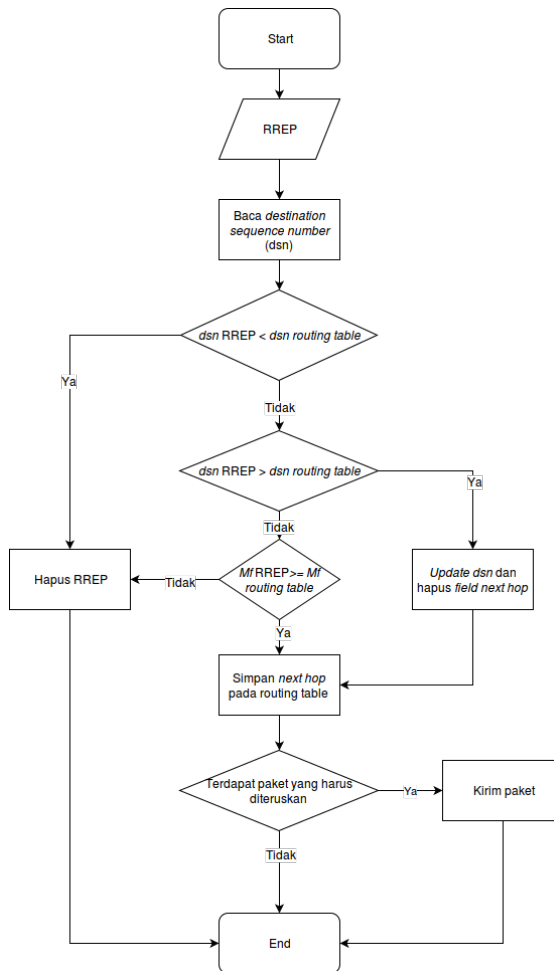 Start
RREP
Baca destination
sequence number
(dsn)
dsn RREP < dsn routing table
Ya
Tidak
dsn RREP > dsn routing table
Ya
Tidak
Hapus RREP
Tidak
Mf RREP>= Mf
routing table
Update dsn dan
hapus field next hop
Ya
Simpan next hop
pada routing table
Terdapat paket yang harus
diteruskan
Ya
Kirim paket
Tidak
End